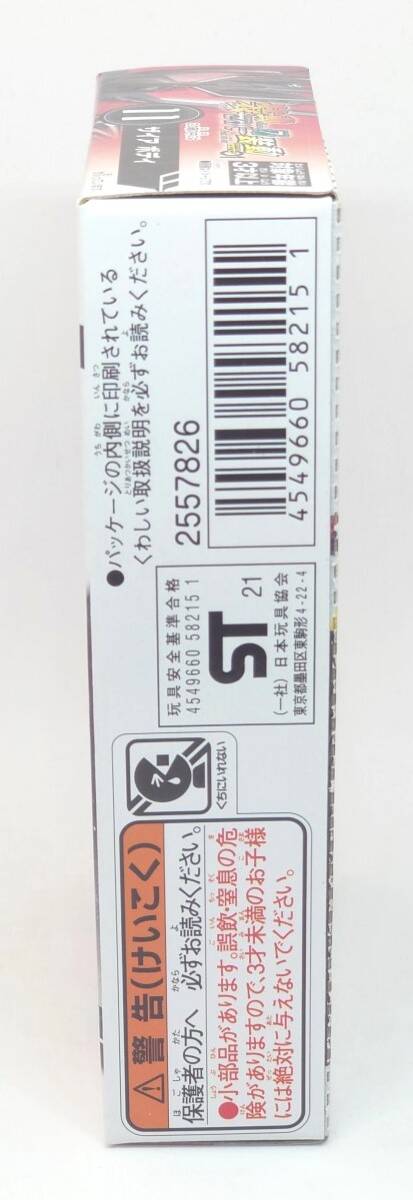 ●パッケージの内側に印刷されている
くわしい取扱説明を必ずお読みください。
2557826
4549660 582151
玩具安全基準合格
4549660 582151
ST
21
(一社)日本玩具協会
東京都墨田区東駒形4-22-4
くちにいれない
⚠警告(けいこく)
保護者の方へ 必ずお読みください。
●小部品があります。誤飲・窒息の危
険がありますので、3才未満のお子様
には絶対に与えないでください。
11